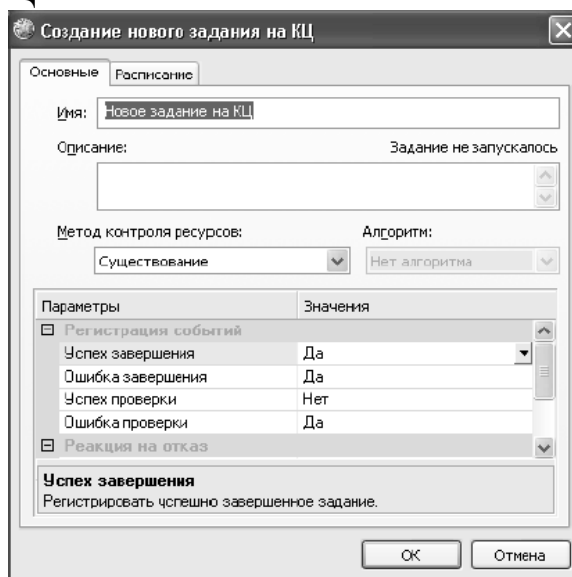 Создание нового задания на КЦ
Основные Расписание
Имя: Новое задание на КЦ
Описание: Задание не запускалось
Метод контроля ресурсов: Алгоритм:
Существование Нет алгоритма
Параметры Значения
Регистрация событий
Успех завершения Да
Ошибка завершения Да
Успех проверки Нет
Ошибка проверки Да
Реакция на отказ
Успех завершения
Регистрировать успешно завершенное задание.
ОК Отмена